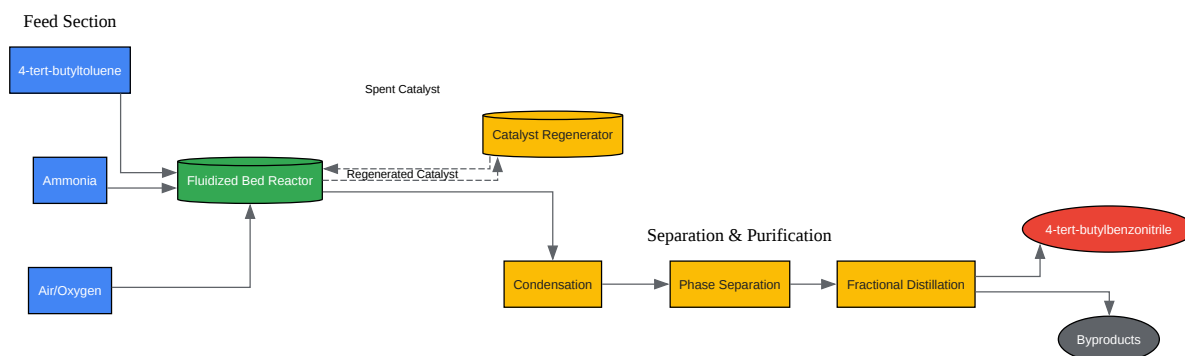 Feed Section
4-tert-butyltoluene
Spent Catalyst
Catalyst Regenerator
Ammonia
Fluidized Bed Reactor
Regenerated Catalyst
Air/Oxygen
Separation & Purification
4-tert-butylbenzonitrile
Condensation
Phase Separation
Fractional Distillation
Byproducts